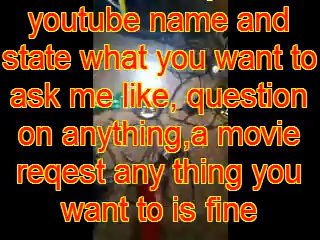 youtube name and
state what you want to
ask me like, question
on anything,a movie
reqest any thing you
want to is fine